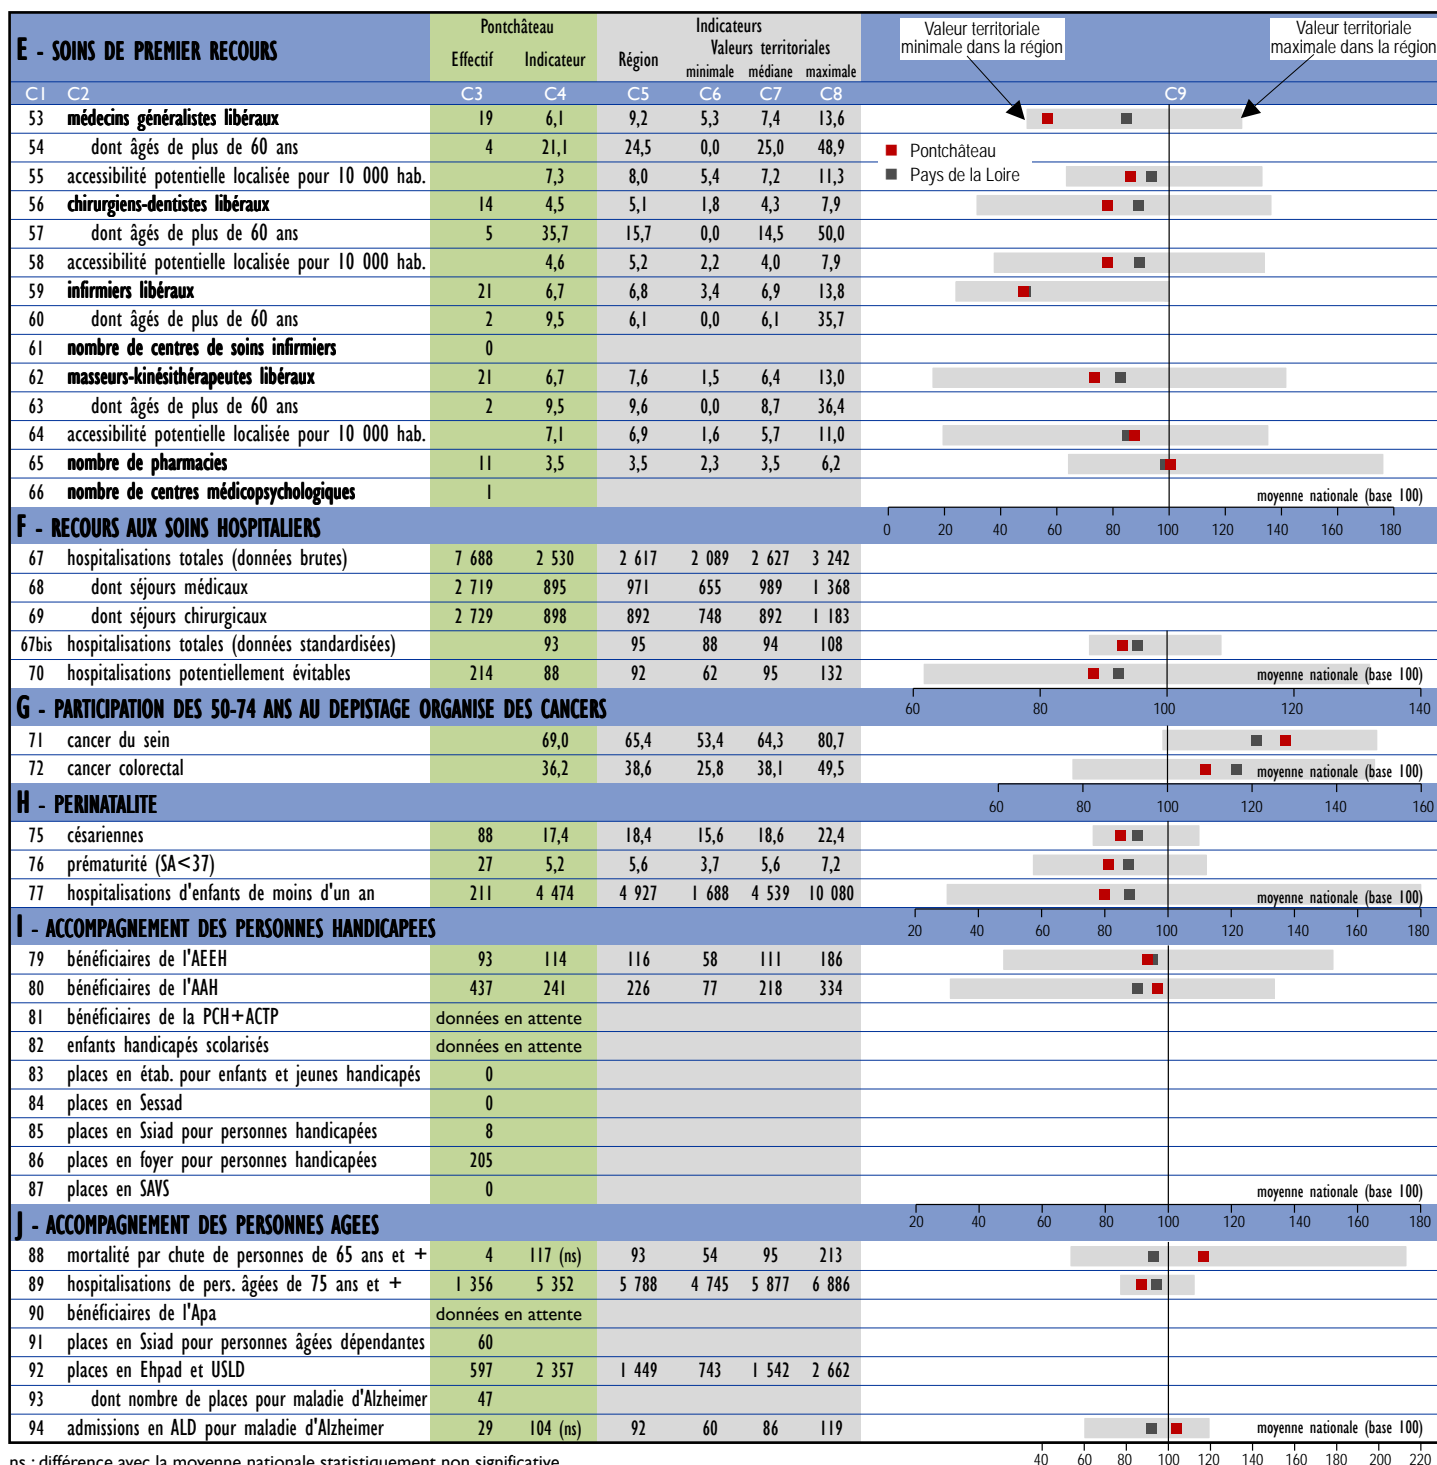 E - SOINS DE PREMIER RECOURS Pontchâteau Indicateurs Valeur territoriale minimale dans la région Valeur territoriale maximale dans la région
Effectif Indicateur Région Valeurs territoriales
minimale médiane maximale
C1 C2 C3 C4 C5 C6 C7 C8 C9
53 médecins généralistes libéraux 19 6,1 9,2 5,3 7,4 13,6
54 dont âgés de plus de 60 ans 4 21,1 24,5 0,0 25,0 48,9
Pontchâteau
Pays de la Loire
55 accessibilité potentielle localisée pour 10 000 hab. 7,3 8,0 5,4 7,2 11,3
56 chirurgiens-dentistes libéraux 14 4,5 5,1 1,8 4,3 7,9
57 dont âgés de plus de 60 ans 5 35,7 15,7 0,0 14,5 50,0
58 accessibilité potentielle localisée pour 10 000 hab. 4,6 5,2 2,2 4,0 7,9
59 infirmiers libéraux 21 6,7 6,8 3,4 6,9 13,8
60 dont âgés de plus de 60 ans 2 9,5 6,1 0,0 6,1 35,7
61 nombre de centres de soins infirmiers 0
62 masseurs-kinésithérapeutes libéraux 21 6,7 7,6 1,5 6,4 13,0
63 dont âgés de plus de 60 ans 2 9,5 9,6 0,0 8,7 36,4
64 accessibilité potentielle localisée pour 10 000 hab. 7,1 6,9 1,6 5,7 11,0
65 nombre de pharmacies 11 3,5 3,5 2,3 3,5 6,2
66 nombre de centres médicopsychologiques 1 moyenne nationale (base 100)
F - RECOURS AUX SOINS HOSPITALIERS 0 20 40 60 80 100 120 140 160 180
67 hospitalisations totales (données brutes) 7 688 2 530 2 617 2 089 2 627 3 242
68 dont séjours médicaux 2 719 895 971 655 989 1 368
69 dont séjours chirurgicaux 2 729 898 892 748 892 1 183
67bis hospitalisations totales (données standardisées) 93 95 88 94 108
70 hospitalisations potentiellement évitables 214 88 92 62 95 132 moyenne nationale (base 100)
G - PARTICIPATION DES 50-74 ANS AU DEPISTAGE ORGANISE DES CANCERS 60 80 100 120 140
71 cancer du sein 69,0 65,4 53,4 64,3 80,7
72 cancer colorectal 36,2 38,6 25,8 38,1 49,5 moyenne nationale (base 100)
H - PERINATALITE 60 80 100 120 140 160
75 césariennes 88 17,4 18,4 15,6 18,6 22,4
76 prématurité (SA<37) 27 5,2 5,6 3,7 5,6 7,2
77 hospitalisations d'enfants de moins d'un an 211 4 474 4 927 1 688 4 539 10 080 moyenne nationale (base 100)
I - ACCOMPAGNEMENT DES PERSONNES HANDICAPEES 20 40 60 80 100 120 140 160 180
79 bénéficiaires de l'AEEH 93 114 116 58 111 186
80 bénéficiaires de l'AAH 437 241 226 77 218 334
81 bénéficiaires de la PCH+ACTP données en attente
82 enfants handicapés scolarisés données en attente
83 places en étab. pour enfants et jeunes handicapés 0
84 places en Sessad 0
85 places en Ssiad pour personnes handicapées 8
86 places en foyer pour personnes handicapées 205
87 places en SAVS 0 moyenne nationale (base 100)
J - ACCOMPAGNEMENT DES PERSONNES AGEES 20 40 60 80 100 120 140 160 180
88 mortalité par chute de personnes de 65 ans et + 4 117 (ns) 93 54 95 213
89 hospitalisations de pers. âgées de 75 ans et + 1 356 5 352 5 788 4 745 5 877 6 886
90 bénéficiaires de l'Apa données en attente
91 places en Ssiad pour personnes âgées dépendantes 60
92 places en Ehpad et USLD 597 2 357 1 449 743 1 542 2 662
93 dont nombre de places pour maladie d'Alzheimer 47
94 admissions en ALD pour maladie d'Alzheimer 29 104 (ns) 92 60 86 119 moyenne nationale (base 100)
40 60 80 100 120 140 160 180 200 220
ns : différence avec la moyenne nationale statistiquement non significative